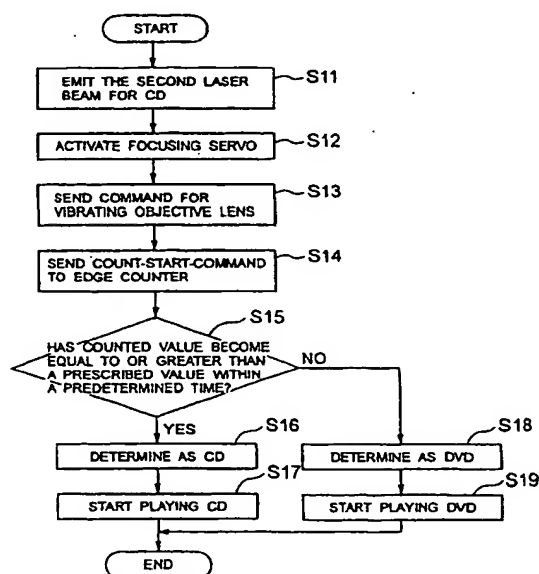 START
EMIT THE SECOND LASER
BEAM FOR CD
S11
ACTIVATE FOCUSING SERVO
S12
SEND COMMAND FOR
VIBRATING OBJECTIVE LENS
S13
SEND COUNT-START-COMMAND
TO EDGE COUNTER
S14
S15
HAS COUNTED VALUE BECOME
EQUAL TO OR GREATER THAN
A PRESCRIBED VALUE WITHIN
A PREDETERMINED TIME?
NO
YES
S16
DETERMINE AS CD
S18
DETERMINE AS DVD
S17
START PLAYING CD
S19
START PLAYING DVD
END